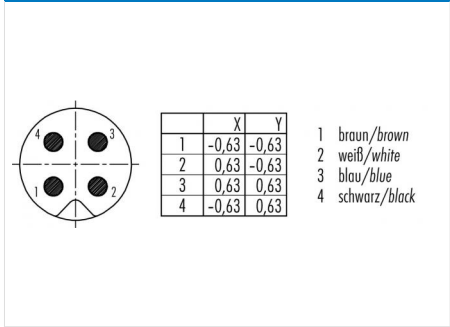 4 3
1 2
X Y
1 -0,63 -0,63
2 0,63 -0,63
3 0,63 0,63
4 -0,63 0,63
1 braun/brown
2 weiß/white
3 blau/blue
4 schwarz/black